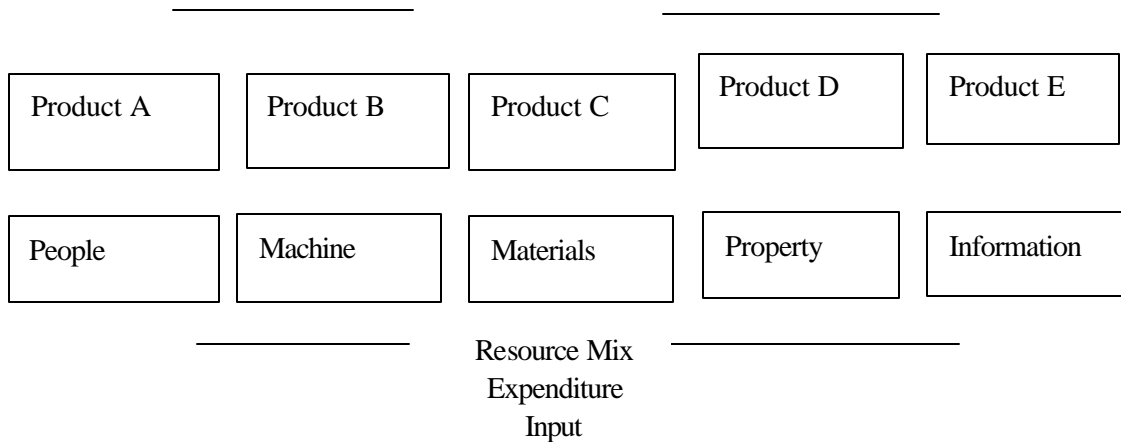 Product A
Product B
Product C
Product D
Product E
People
Machine
Materials
Property
Information
Resource Mix
Expenditure
Input